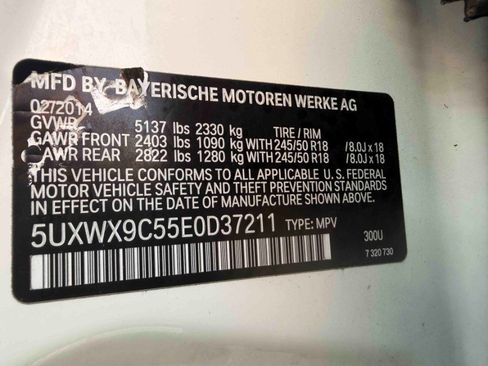 MFD BY BAYERISCHE MOTOREN WERKE AG
02 2014
GVWR 5137 lbs 2330 kg TIRE / RIM
GAWR FRONT 2403 lbs 1090 kg WITH 245/50 R18 / 8.0J x 18
AWR REAR 2822 lbs 1280 kg WITH 245/50 R18 / 8.0J x 18
THIS VEHICLE CONFORMS TO ALL APPLICABLE U. S. FEDERAL
MOTOR VEHICLE SAFETY AND THEFT PREVENTION STANDARDS
IN EFFECT ON THE DATE OF MANUFACTURE SHOWN ABOVE.
5UXWX9C55E0D37211 TYPE: MPV
300U
7 320 730